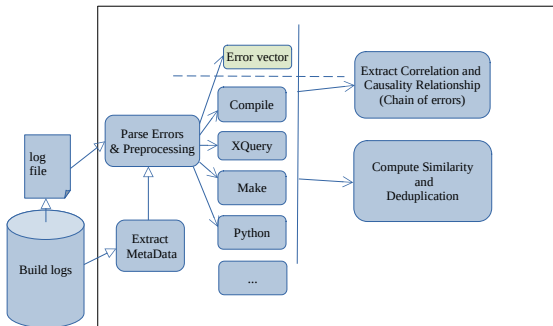 Error vector
Compile
XQuery
Make
Python
...
Parse Errors
& Preprocessing
Extract
MetaData
log
file
Build logs
Extract Correlation and
Causality Relationship
(Chain of errors)
Compute Similarity
and
Deduplication